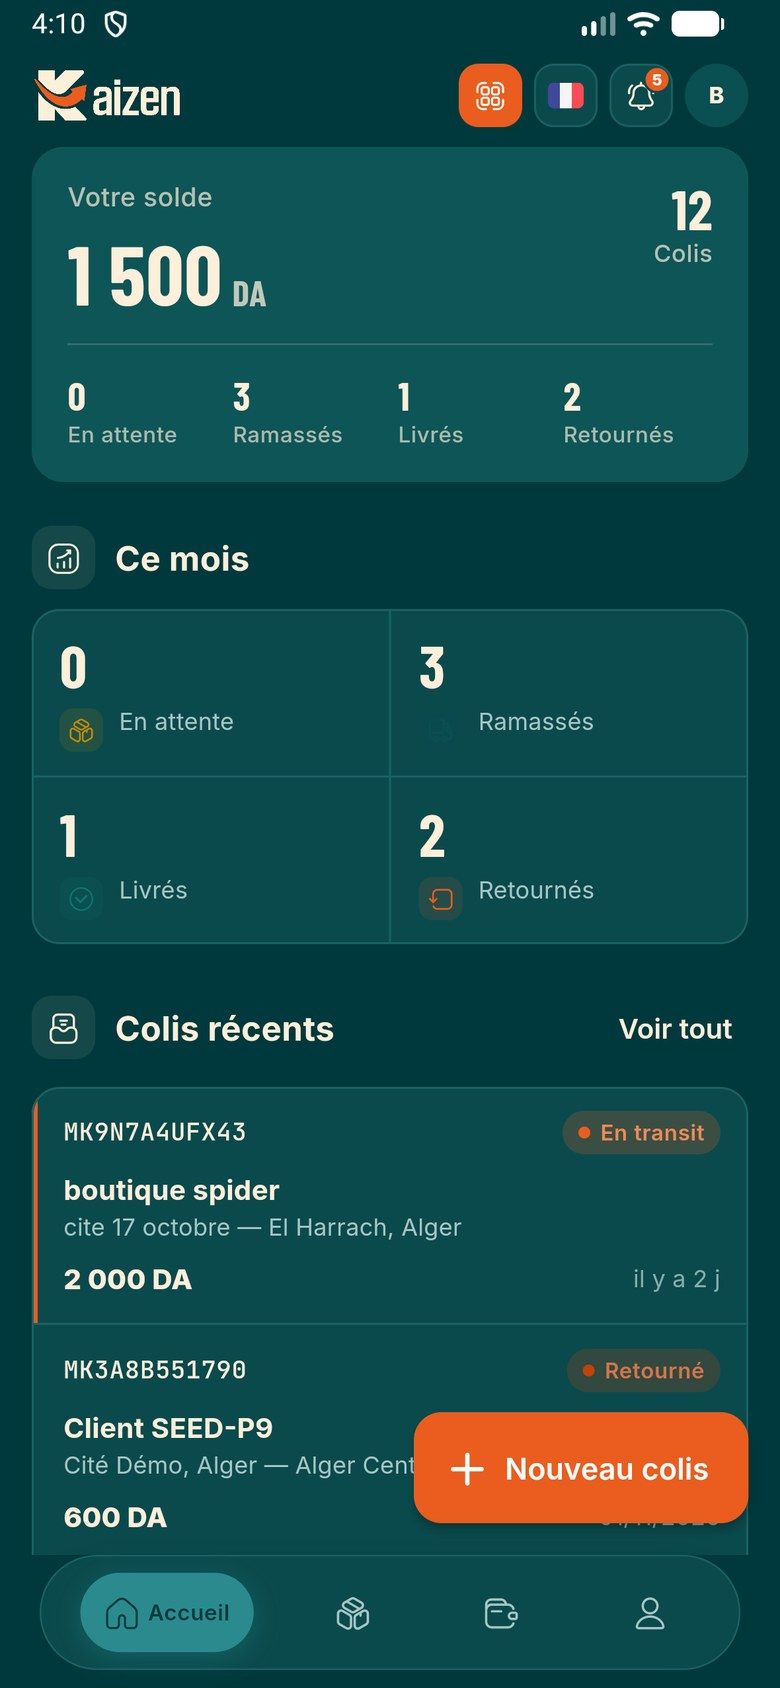 4:10
Kaizen
5
B
Votre solde
12
Colis
1 500 DA
0
3
1
2
En attente
Ramassés
Livrés
Retournés
Ce mois
0
En attente
3
Ramassés
1
Livrés
2
Retournés
Colis récents
Voir tout
MK9N7A4UFX43
En transit
boutique spider
cite 17 octobre — El Harrach, Alger
2 000 DA
il y a 2 j
MK3A8B551790
Retourné
Client SEED-P9
Cité Démo, Alger — Alger Cent
600 DA
Nouveau colis
Accueil